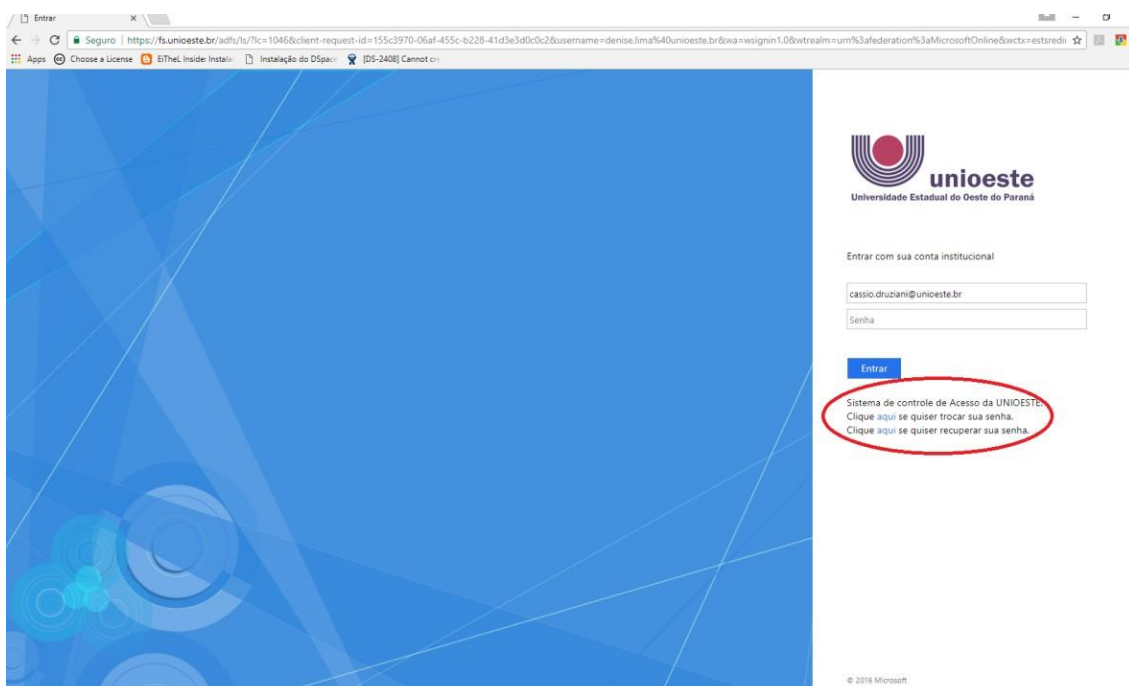 Entrar
Seguro | https://fs.unioeste.br/adfs/ls/?lc=1046&client-request-id=155c3970-06af-455c-b228-41d3e3d0c0c2&username=denise.lima%40unioeste.br&wa=wsignin1.0&wtrealm=urn%3afederation%3aMicrosoftOnline&wctx=estsredi
Apps Choose a License EiTheL Inside: Instala Instalação do DSpace [DS-2408] Cannot cre
unioeste
Universidade Estadual do Oeste do Paraná
Entrar com sua conta institucional
cassio.druziani@unioeste.br
Senha
Entrar
Sistema de controle de Acesso da UNIOESTE.
Clique aqui se quiser trocar sua senha.
Clique aqui se quiser recuperar sua senha.
© 2016 Microsoft